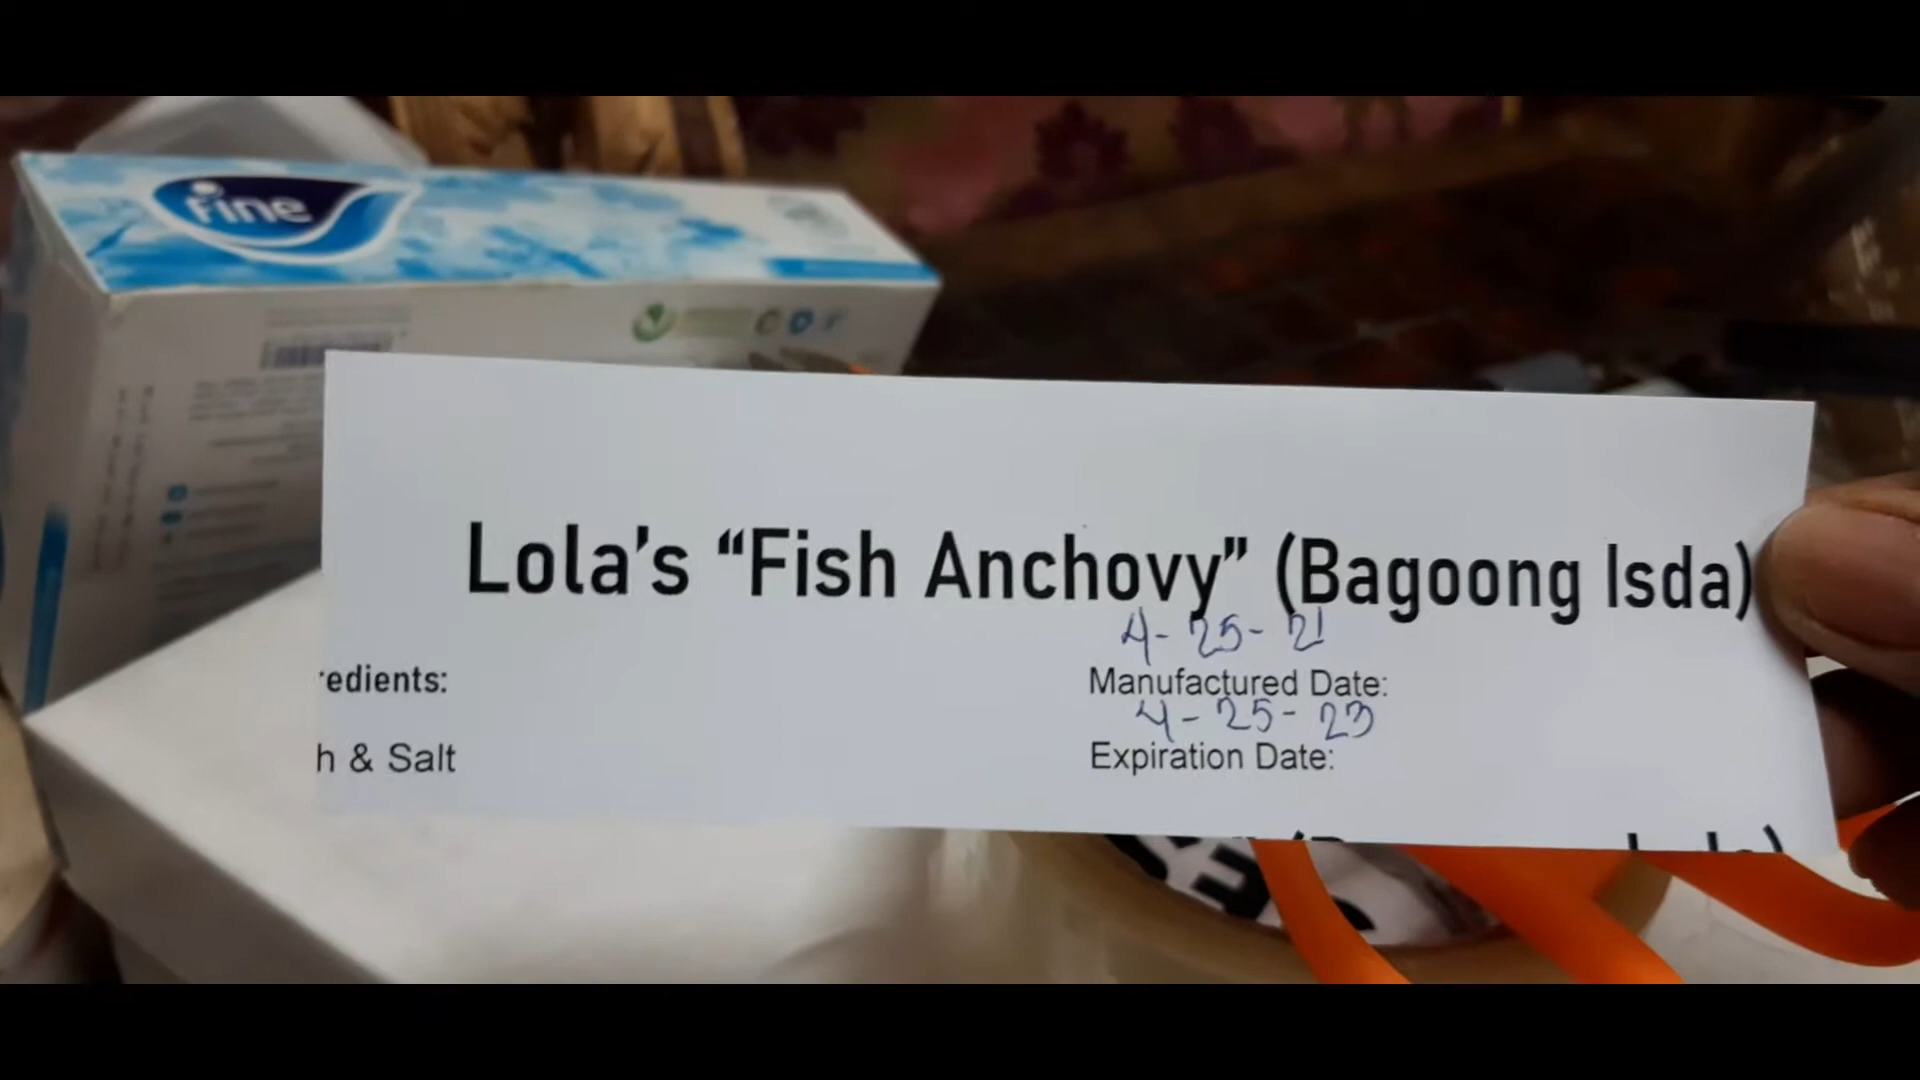 fine
Lola's “Fish Anchovy” (Bagoong Isda)
4-25-21
redients:
Manufactured Date:
4-25-23
h & Salt
Expiration Date: